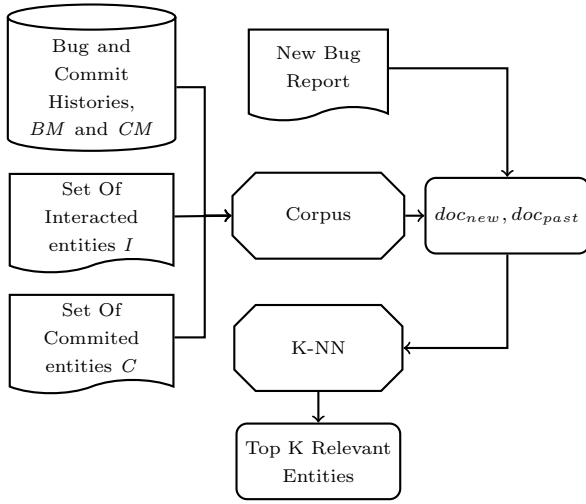 Bug and
Commit
Histories,
BM and CM
New Bug
Report
Set Of
Interacted
entities I
Corpus
doc_new, doc_past
Set Of
Commited
entities C
K-NN
Top K Relevant
Entities